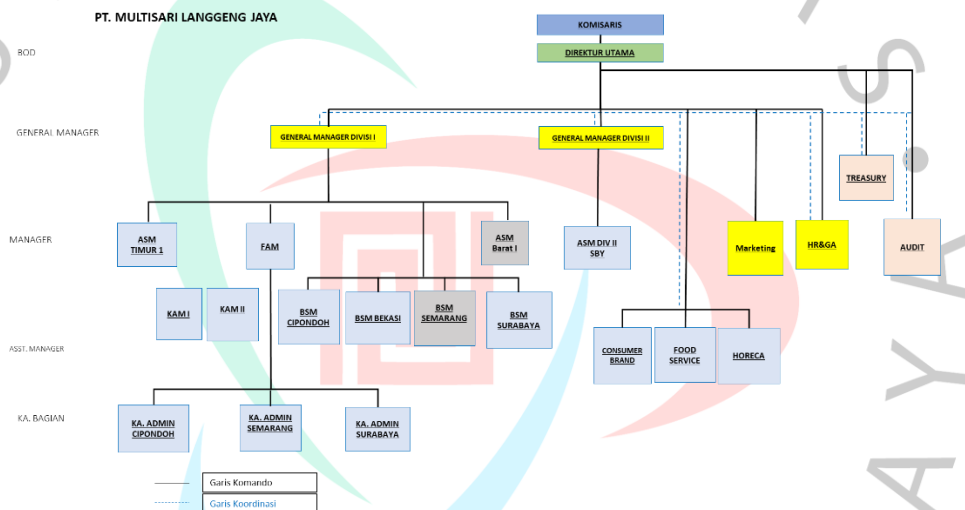 PT. MULTISARI LANGGENG JAYA
KOMISARIS
BOD
DIREKTUR UTAMA
GENERAL MANAGER
GENERAL MANAGER DIVISI I
GENERAL MANAGER DIVISI II
TREASURY
MANAGER
ASM
TIMUR 1
FAM
ASM
Barat I
ASM DIV II
SBY
Marketing
HR&GA
AUDIT
KAM I
KAM II
BSM
CIPONDOH
BSM BEKASI
BSM
SEMARANG
BSM
SURABAYA
ASST. MANAGER
CONSUMER
BRAND
FOOD
SERVICE
HORECA
KA. BAGIAN
KA. ADMIN
CIPONDOH
KA. ADMIN
SEMARANG
KA. ADMIN
SURABAYA
Garis Komando
Garis Koordinasi